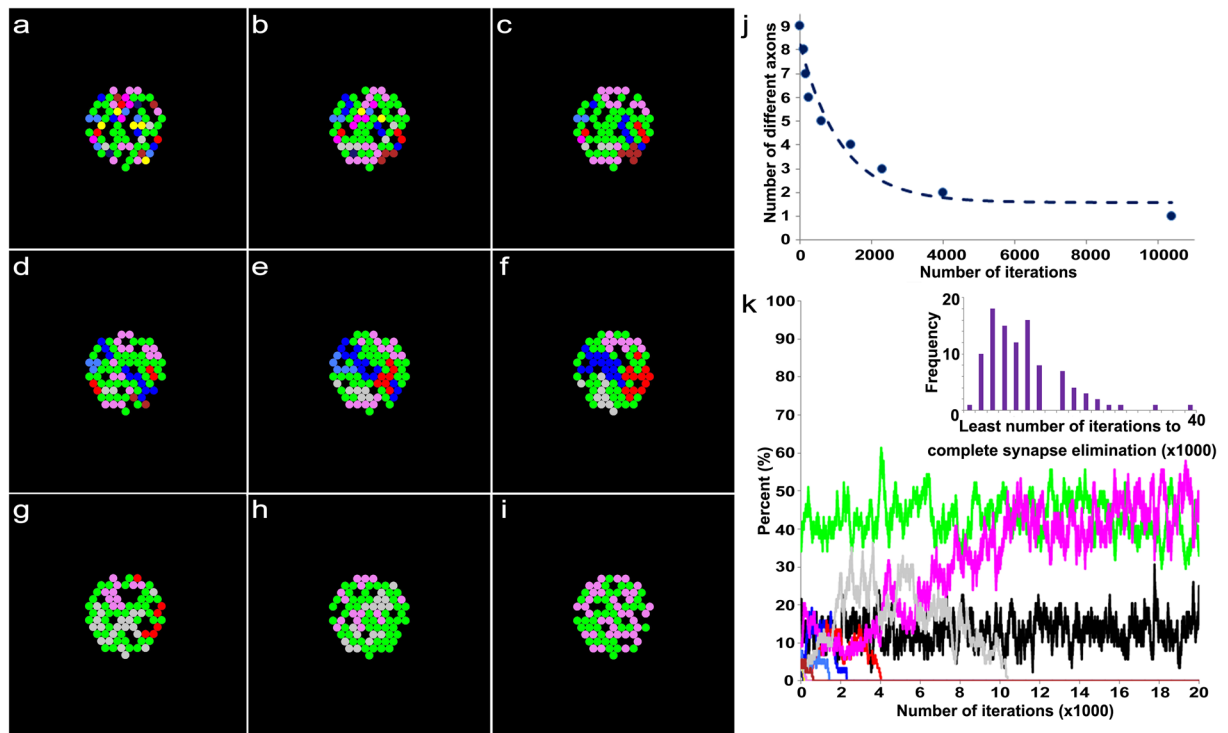 a
b
c
d
e
f
g
h
i
j
9
8
7
6
5
4
3
2
1
0
Number of different axons
0 2000 4000 6000 8000 10000
Number of iterations
k
100
90
80
70
60
50
40
30
20
10
0
Percent (%)
0 2 4 6 8 10 12 14 16 18 20
Number of iterations (x1000)
20
10
0
Frequency
40
Least number of iterations to
complete synapse elimination (x1000)